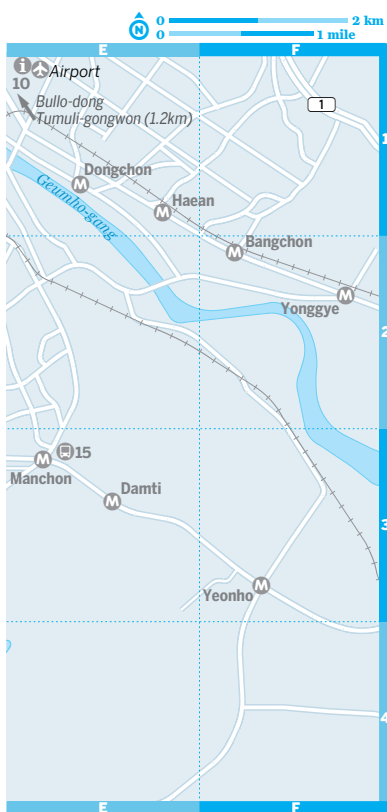 N
0 2 km
0 1 mile
E F
i Airport
10
Bullo-dong
Tumuli-gongwon (1.2km)
1
1
Dongchon
M
Geumho-gang
Haean
M
Bangchon
M
Yonggye
M
2
15
M
Manchon
Damti
M
3
Yeonho
M
4
E F